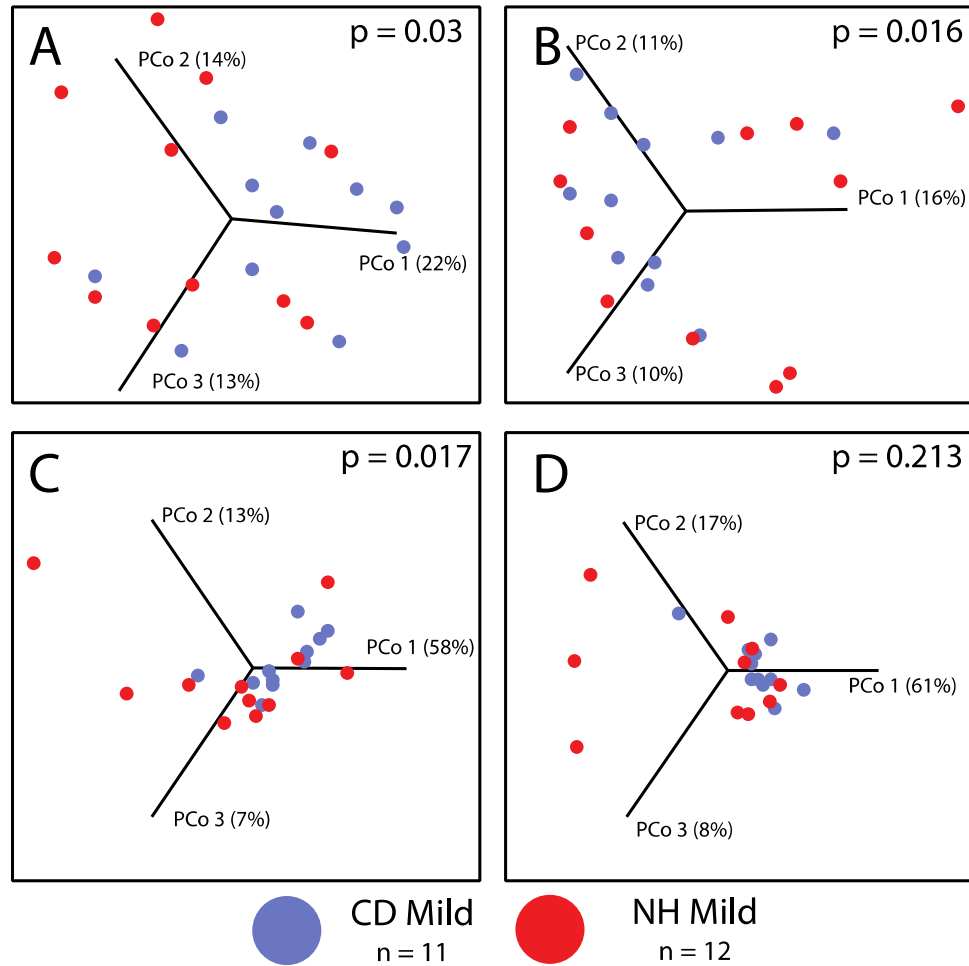 A
p = 0.03
PCo 2 (14%)
PCo 1 (22%)
PCo 3 (13%)
B
p = 0.016
PCo 2 (11%)
PCo 1 (16%)
PCo 3 (10%)
C
p = 0.017
PCo 2 (13%)
PCo 1 (58%)
PCo 3 (7%)
D
p = 0.213
PCo 2 (17%)
PCo 1 (61%)
PCo 3 (8%)
CD Mild
n = 11
NH Mild
n = 12